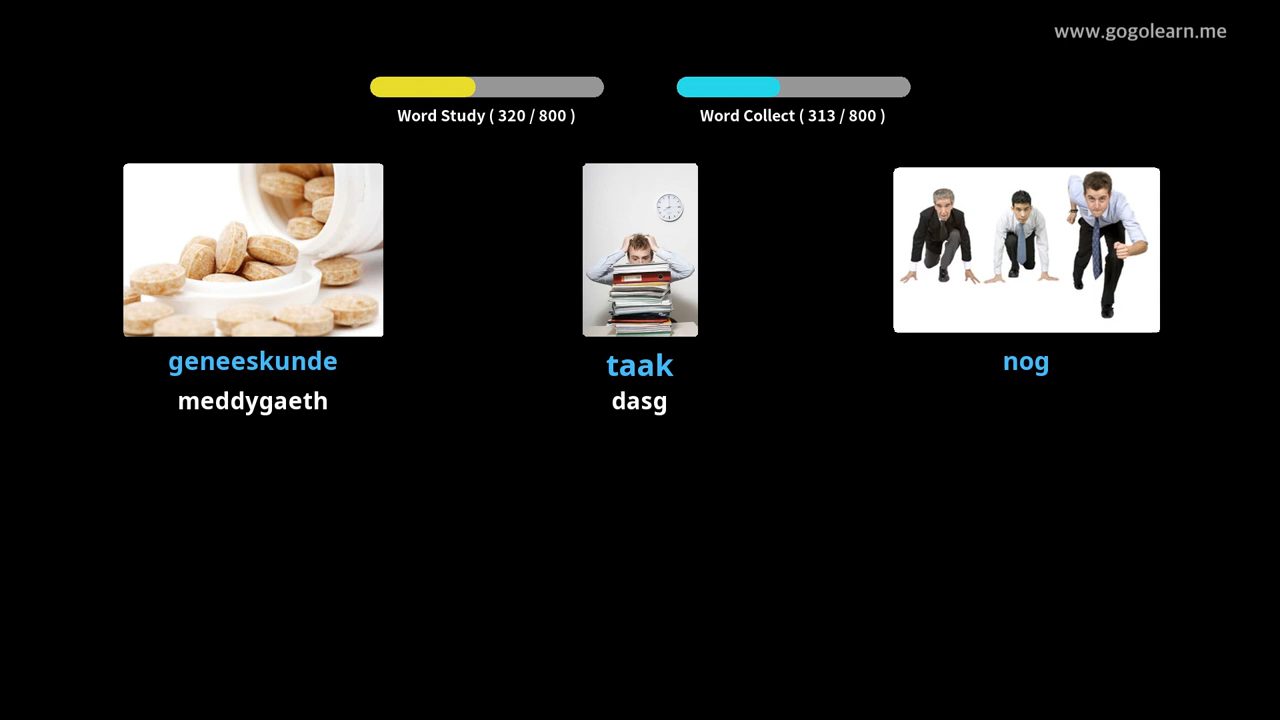 www.gogolearn.me
Word Study ( 320 / 800 )
Word Collect ( 313 / 800 )
geneeskunde
meddygaeth
taak
dasg
nog